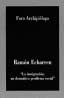 Foro Archipiélago
Ramón Echarren
"La inmigración,
un dramático problema social"